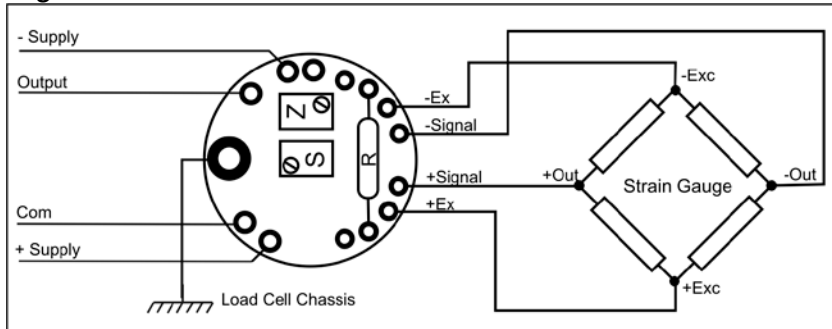 - Supply
Output
Com
+ Supply
Load Cell Chassis
Z
S
R
-Ex
-Signal
+Signal
+Ex
-Exc
+Out
Strain Gauge
-Out
+Exc